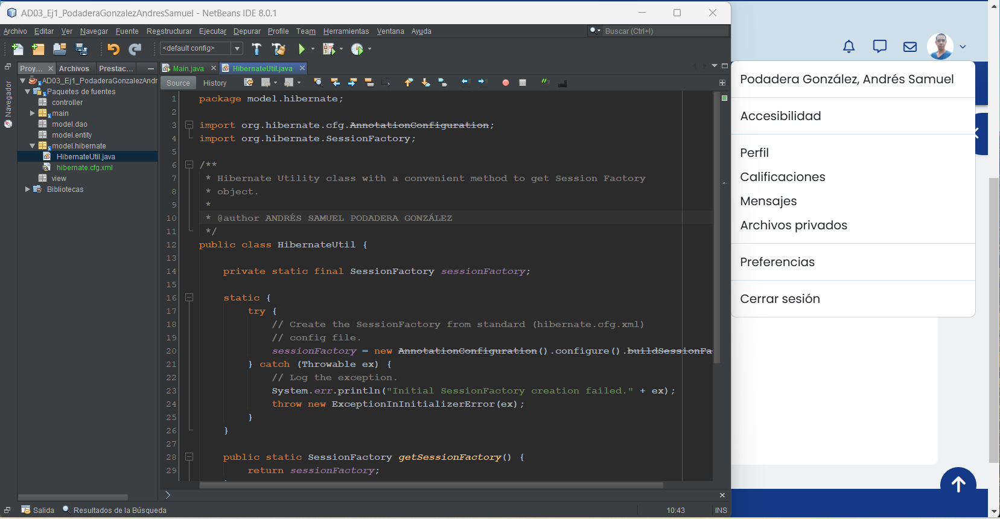 AD03_Ej1_PodaderaGonzalezAndresSamuel - NetBeans IDE 8.0.1
Archivo Editar Ver Navegar Fuente Reestructurar Ejecutar Depurar Profile Team Herramientas Ventana Ayuda
Buscar (Ctrl+I)
<default config>
Proy... Archivos Prestac...
Main.java HibernateUtil.java
Navegador
AD03_Ej1_PodaderaGonzalezAndr
Paquetes de fuentes
controller
main
model.dao
model.entity
model.hibernate
HibernateUtil.java
hibernate.cfg.xml
view
Bibliotecas
Source History
1 package model.hibernate;
2
3 import org.hibernate.cfg.AnnotationConfiguration;
4 import org.hibernate.SessionFactory;
5
6 /**
7 * Hibernate Utility class with a convenient method to get Session Factory
8 * object.
9 *
10 * @author ANDRÉS SAMUEL PODADERA GONZÁLEZ
11 */
12 public class HibernateUtil {
13
14 private static final SessionFactory sessionFactory;
15
16 static {
17 try {
18 // Create the SessionFactory from standard (hibernate.cfg.xml)
19 // config file.
20 sessionFactory = new AnnotationConfiguration().configure().buildSessionFa
21 } catch (Throwable ex) {
22 // Log the exception.
23 System.err.println("Initial SessionFactory creation failed." + ex);
24 throw new ExceptionInInitializerError(ex);
25 }
26 }
27
28 public static SessionFactory getSessionFactory() {
29 return sessionFactory;
Salida Resultados de la Búsqueda
10:43 INS
Podadera González, Andrés Samuel
Accesibilidad
Perfil
Calificaciones
Mensajes
Archivos privados
Preferencias
Cerrar sesión